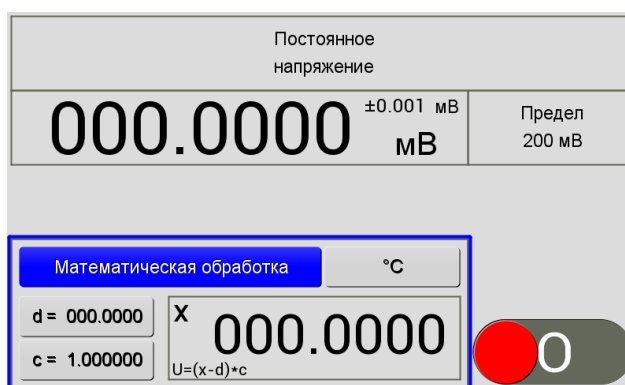 Постоянное
напряжение
000.0000 ±0.001 мВ
мВ
Предел
200 мВ
Математическая обработка °C
d = 000.0000
c = 1.000000
X 000.0000
U=(x-d)*c
O